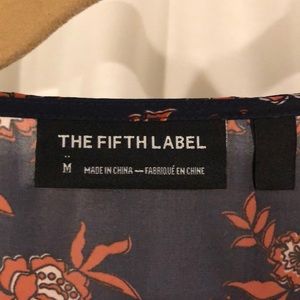 THE FIFTH LABEL
M
MADE IN CHINA — FABRIQUÉ EN CHINE